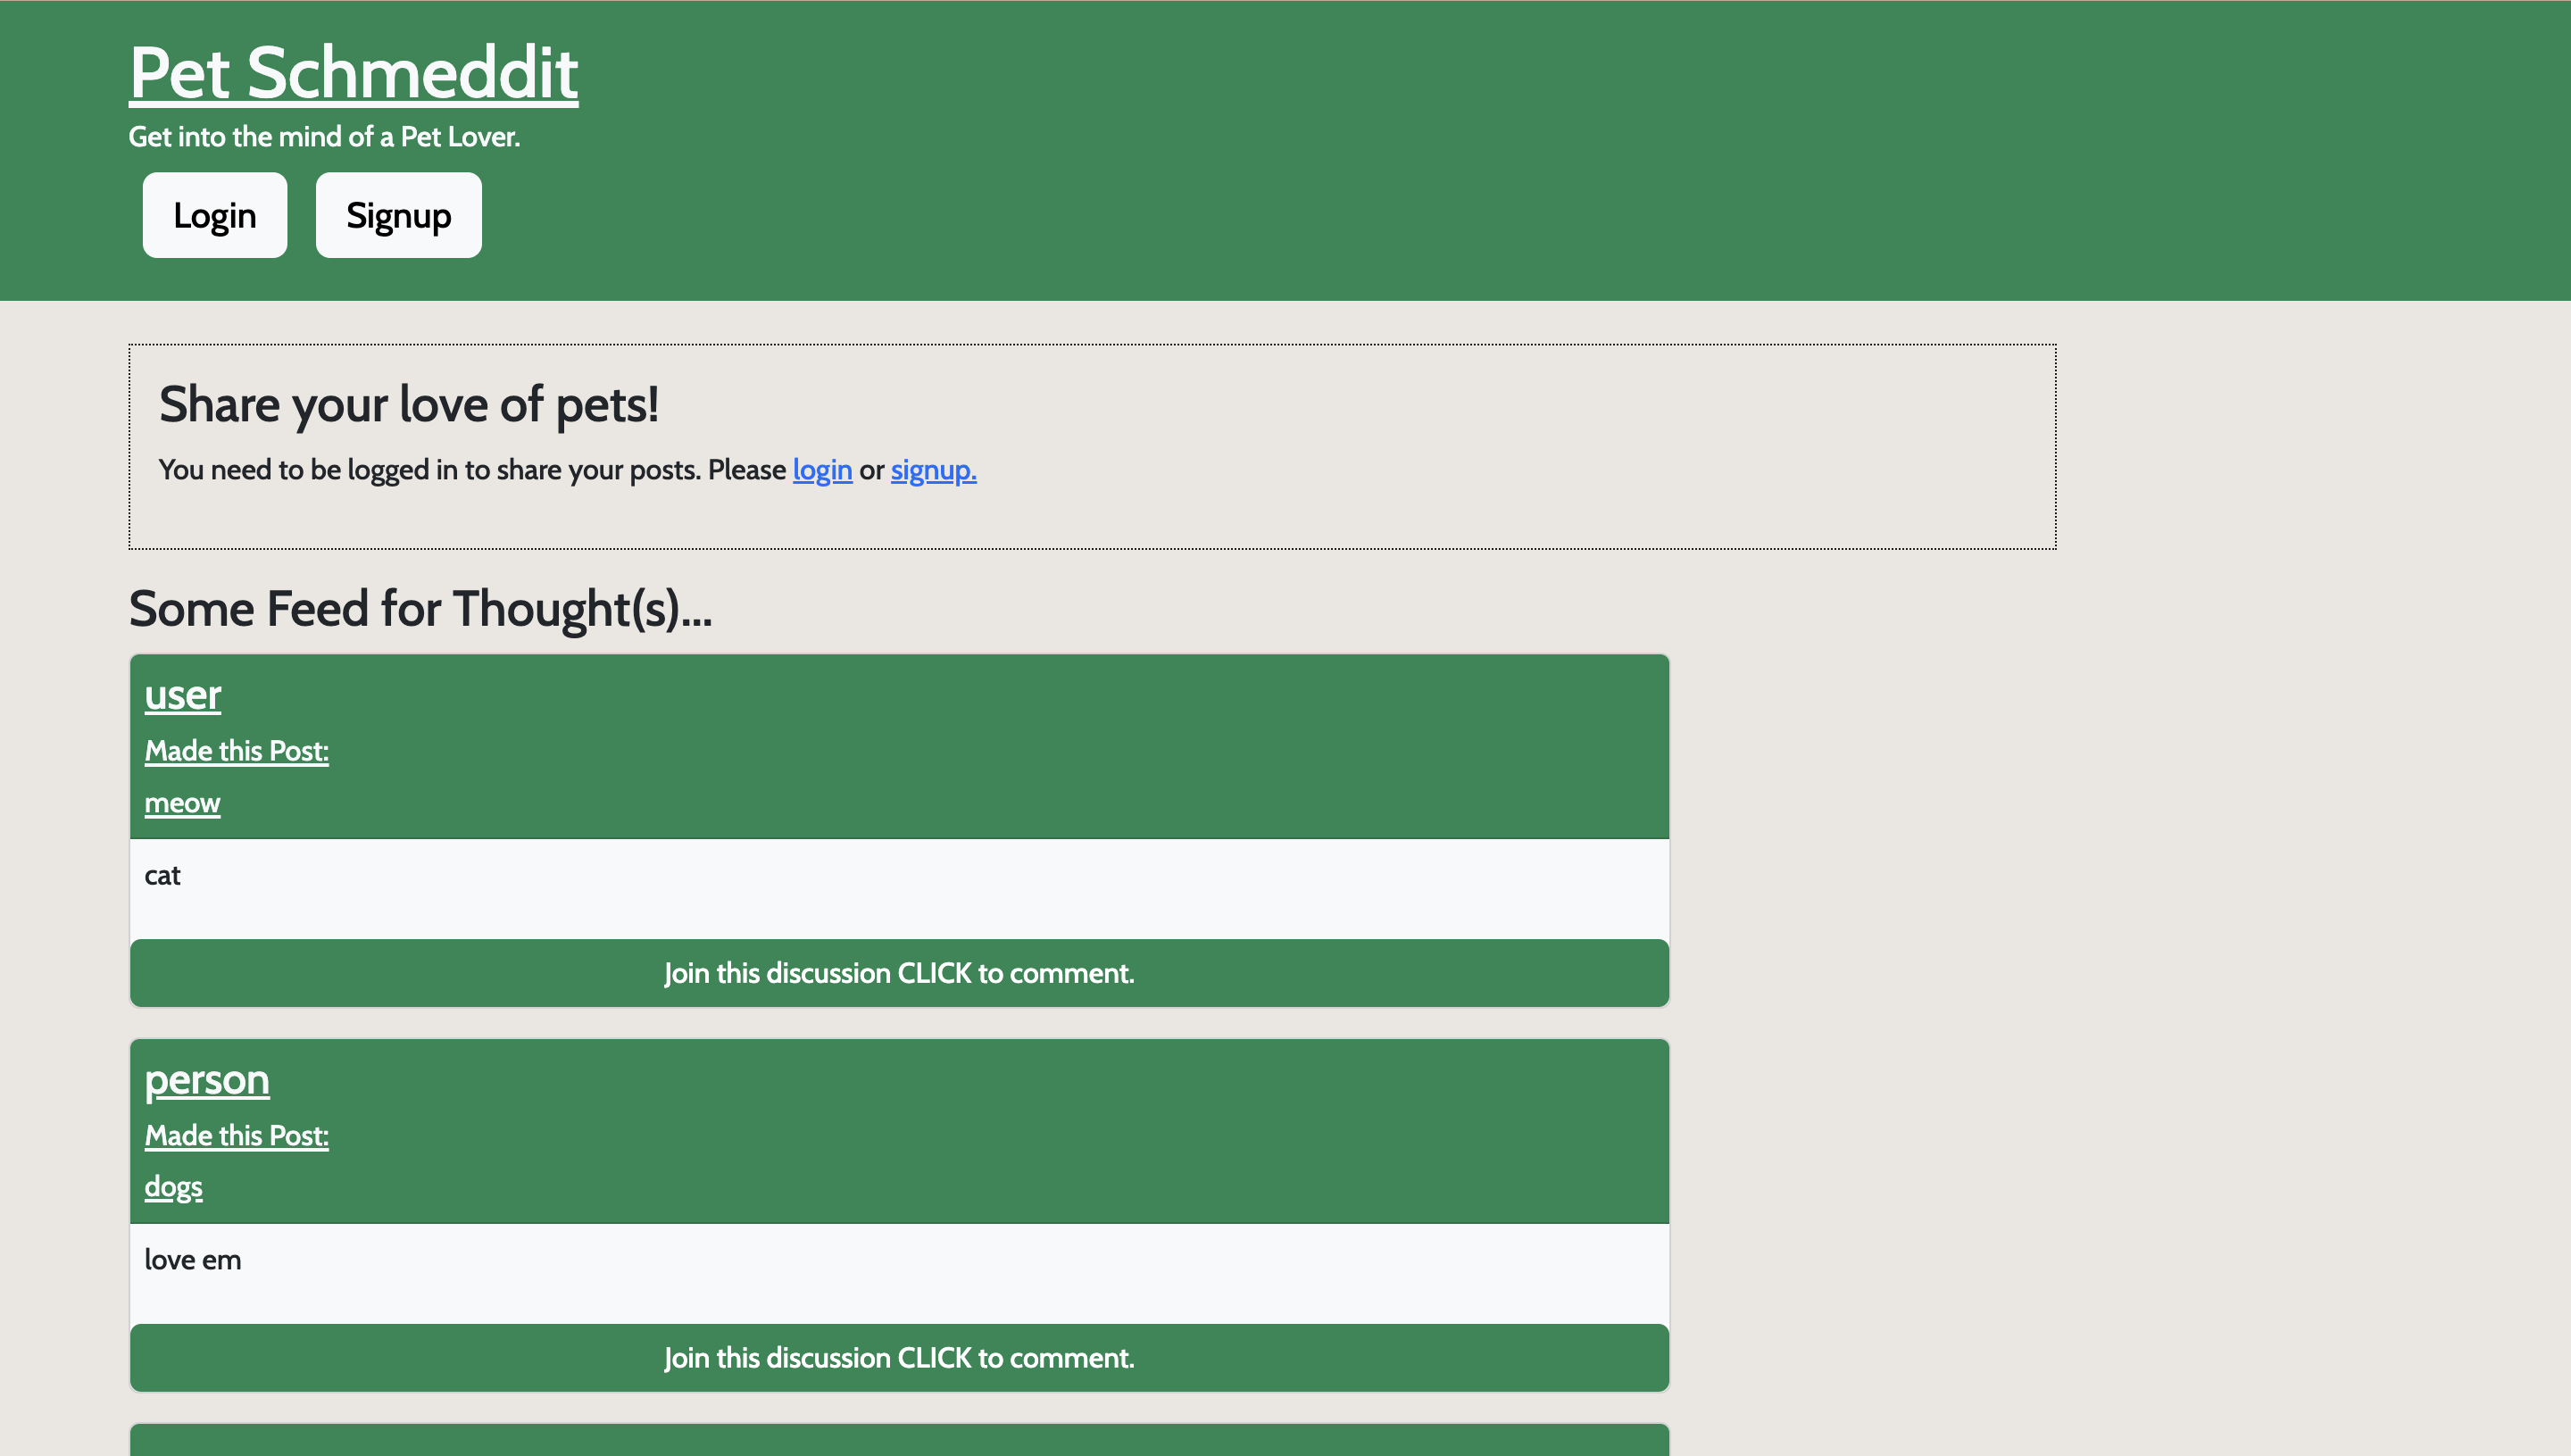 Pet Schmeddit
Get into the mind of a Pet Lover.
Login Signup
Share your love of pets!
You need to be logged in to share your posts. Please login or signup.
Some Feed for Thought(s)...
user
Made this Post:
meow
cat
Join this discussion CLICK to comment.
person
Made this Post:
dogs
love em
Join this discussion CLICK to comment.